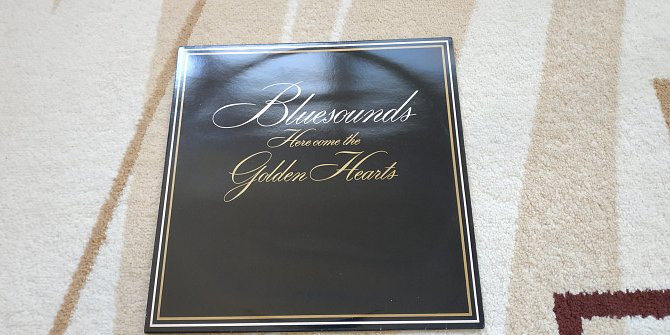 Bluesounds
Here come the
Golden Hearts